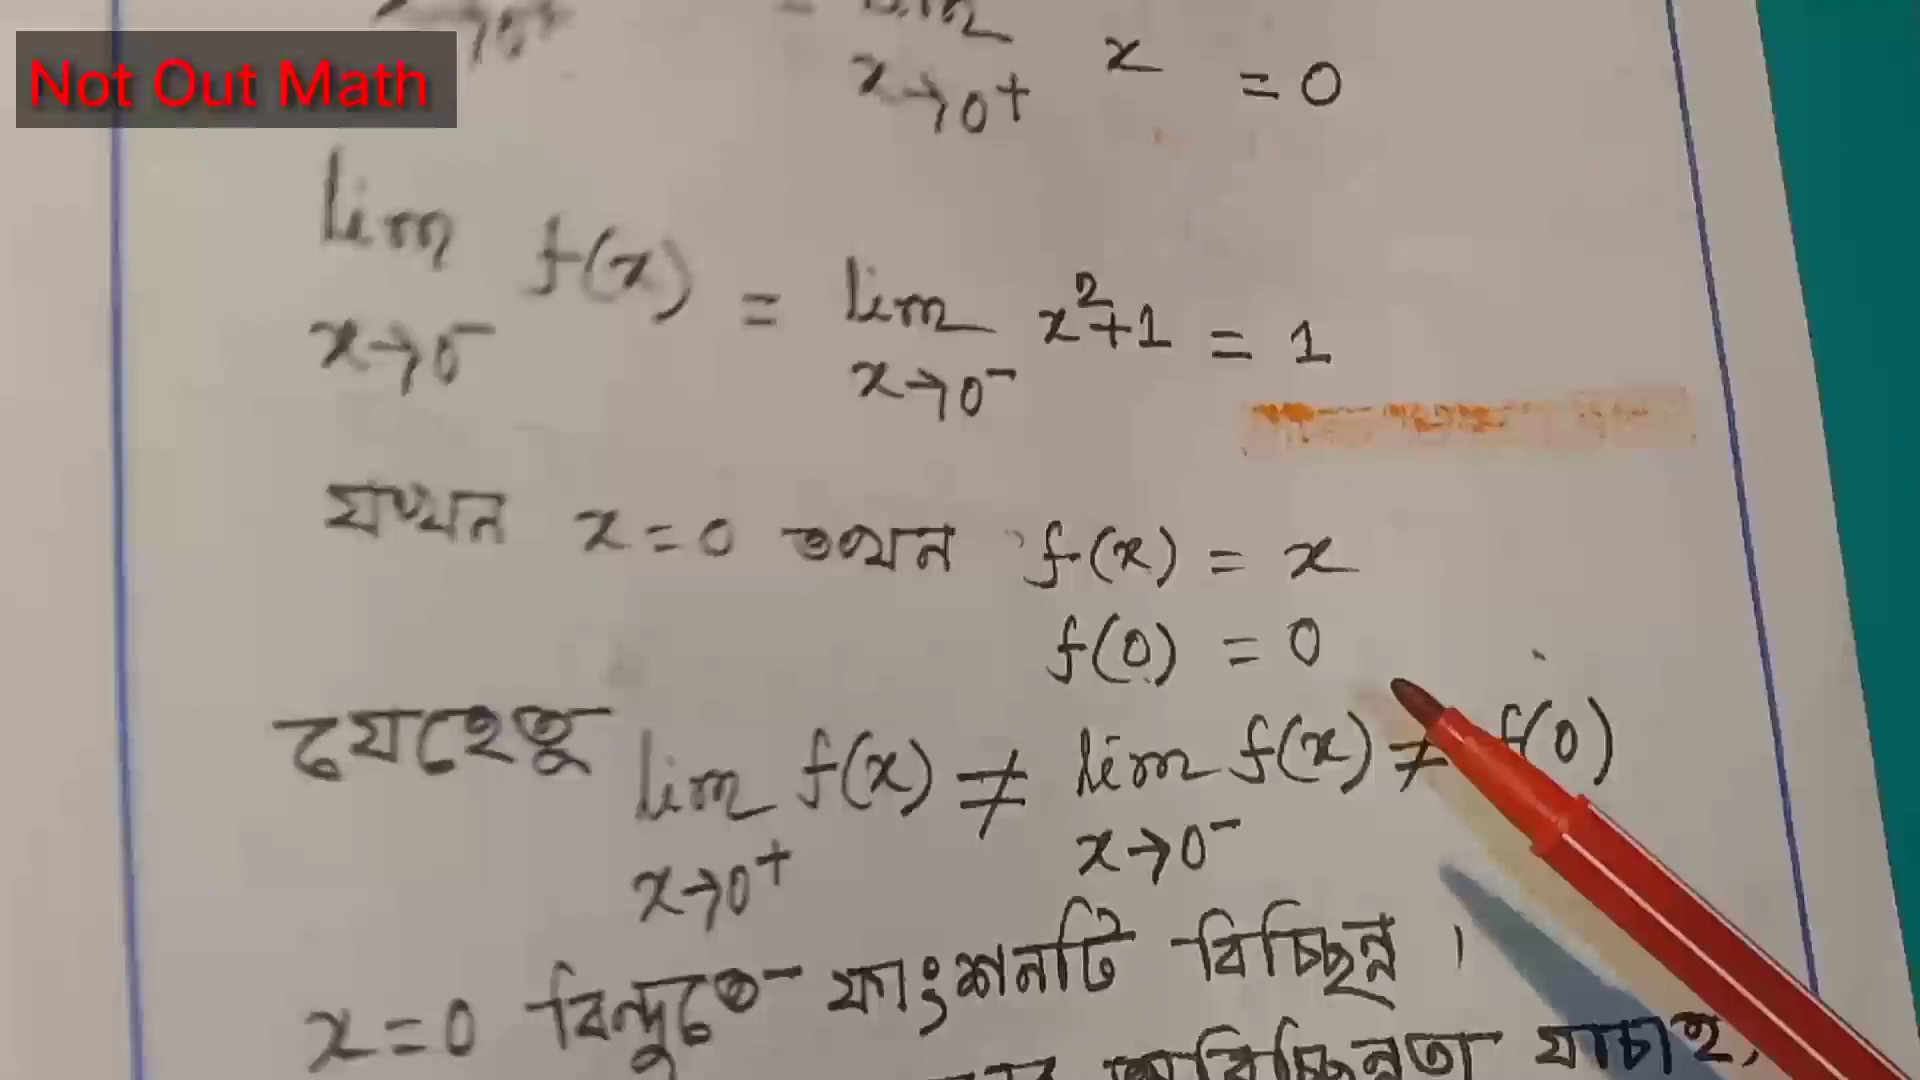 Not Out Math
lim x→0⁺ x = 0
lim x→0⁻ f(x) = lim x→0⁻ x²+1 = 1
যখন x=0 তখন f(x) = x
f(0) = 0
যেহেতু lim x→0⁺ f(x) ≠ lim x→0⁻ f(x) ≠ f(0)
x=0 বিন্দুতে ফাংশনটি বিচ্ছিন্ন।
যাচাই,